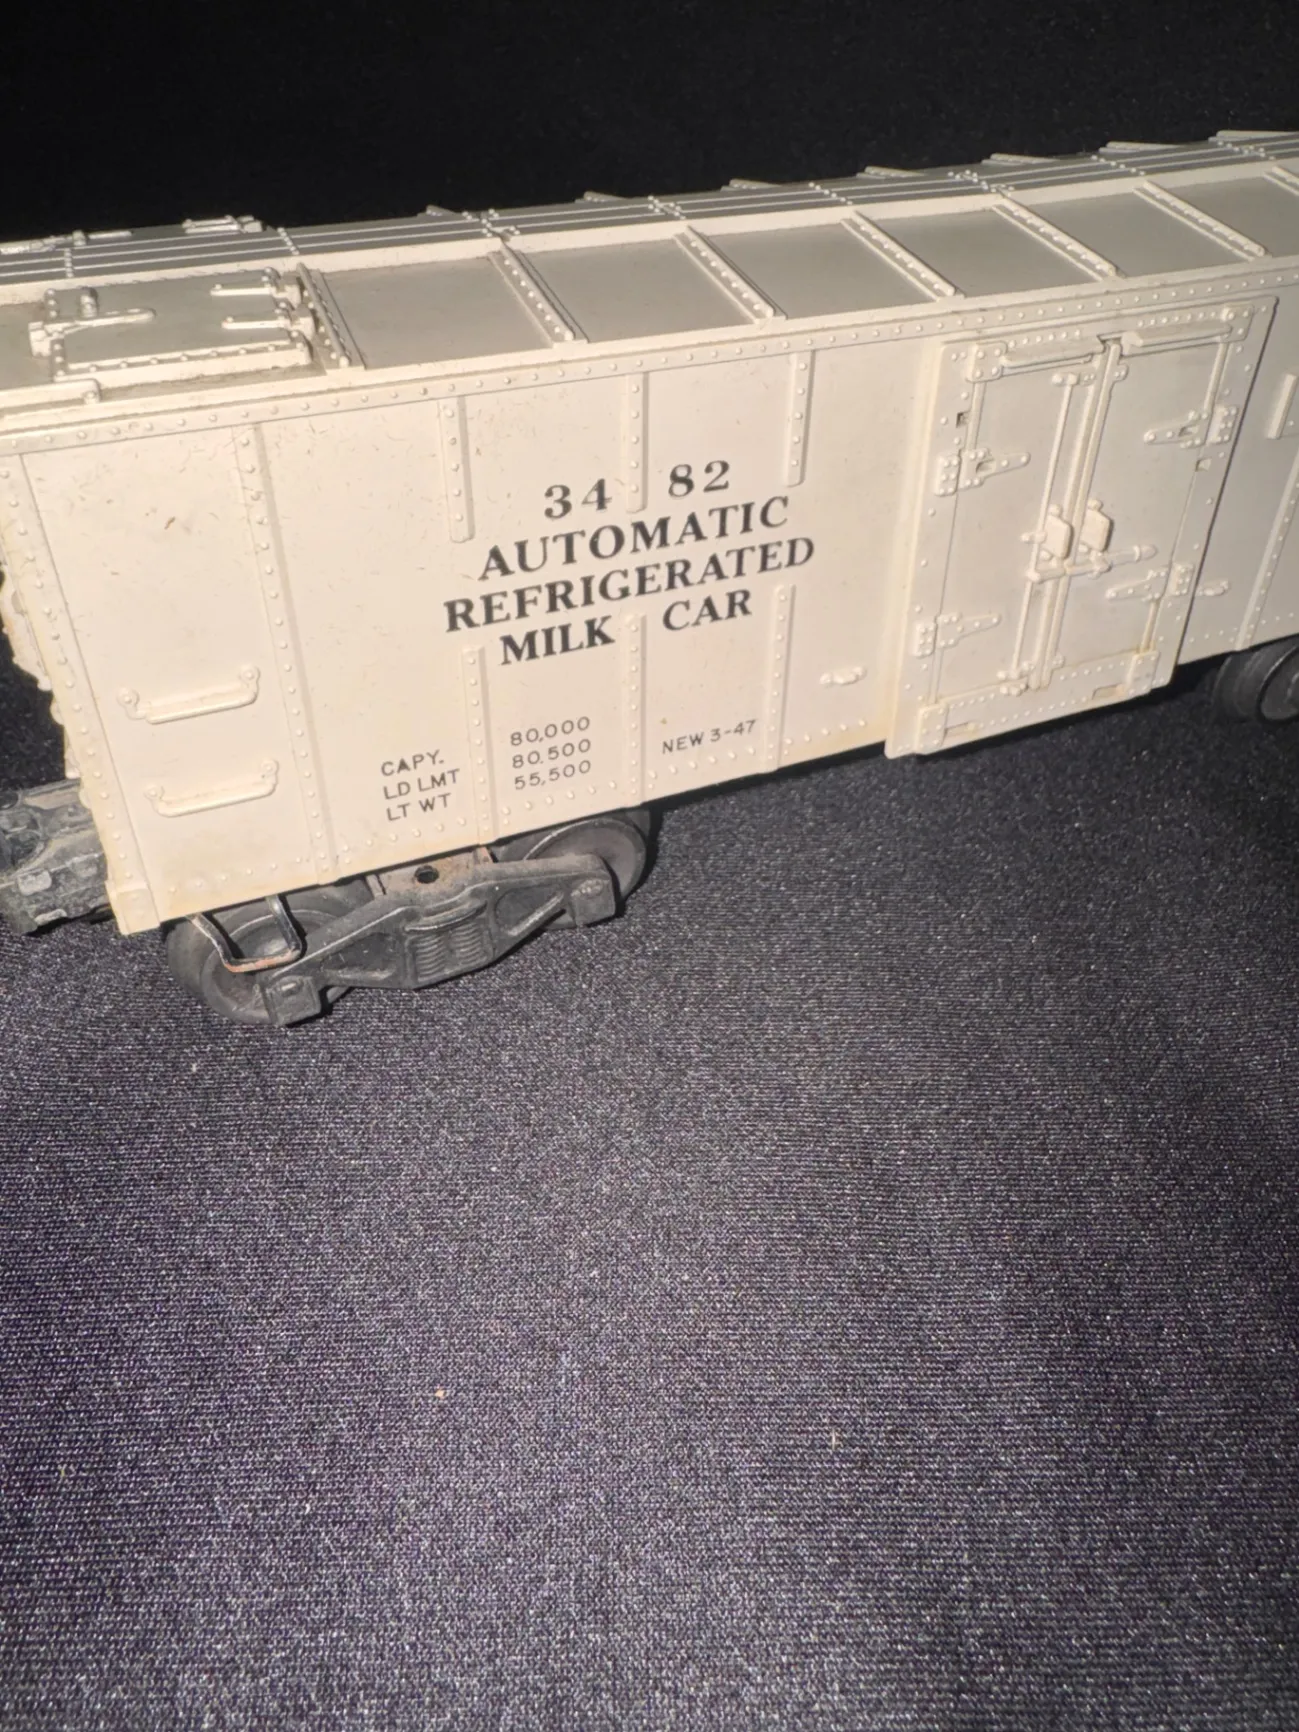 34 82
AUTOMATIC
REFRIGERATED
MILK CAR
CAPY. 80,000
LD LMT 80,500 NEW 3-47
LT WT 55,500